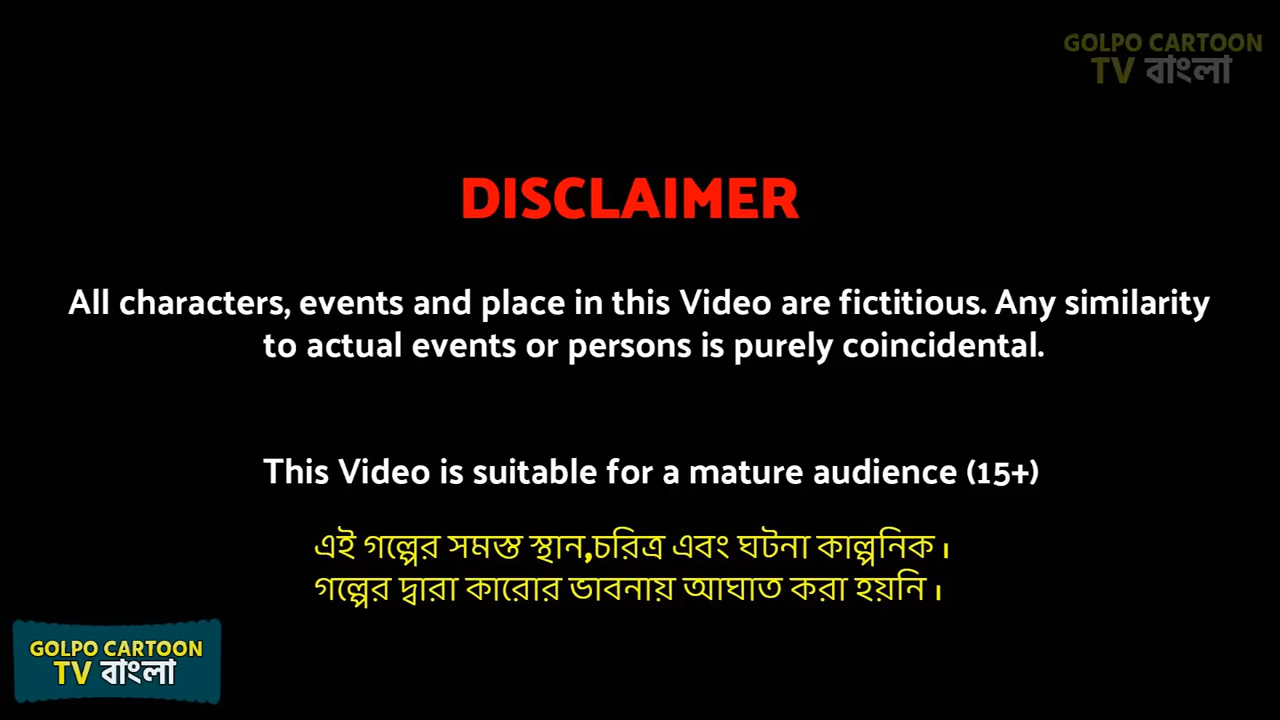 GOLPO CARTOON
TV বাংলা
DISCLAIMER
All characters, events and place in this Video are fictitious. Any similarity
to actual events or persons is purely coincidental.
This Video is suitable for a mature audience (15+)
এই গল্পের সমস্ত স্থান,চরিত্র এবং ঘটনা কাল্পনিক ।
গল্পের দ্বারা কারোর ভাবনায় আঘাত করা হয়নি ।
GOLPO CARTOON
TV বাংলা